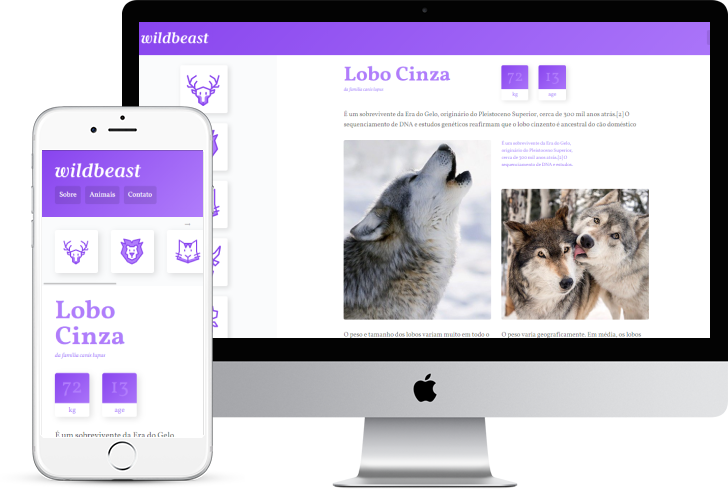 wildbeast
Lobo Cinza
da família canis lupus
72
kg
13
age
É um sobrevivente da Era do Gelo, originário do Pleistoceno Superior, cerca de 300 mil anos atrás.[2] O
sequenciamento de DNA e estudos genéticos reafirmam que o lobo cinzento é ancestral do cão doméstico
É um sobrevivente da Era do Gelo,
originário do Pleistoceno Superior,
cerca de 300 mil anos atrás.[2] O
sequenciamento de DNA e estudos
O peso e tamanho dos lobos variam muito em todo o
O peso varia geograficamente. Em média, os lobos
wildbeast
Sobre
Animais
Contato
Lobo
Cinza
da família canis lupus
72
kg
13
age
É um sobrevivente da Era do Gelo